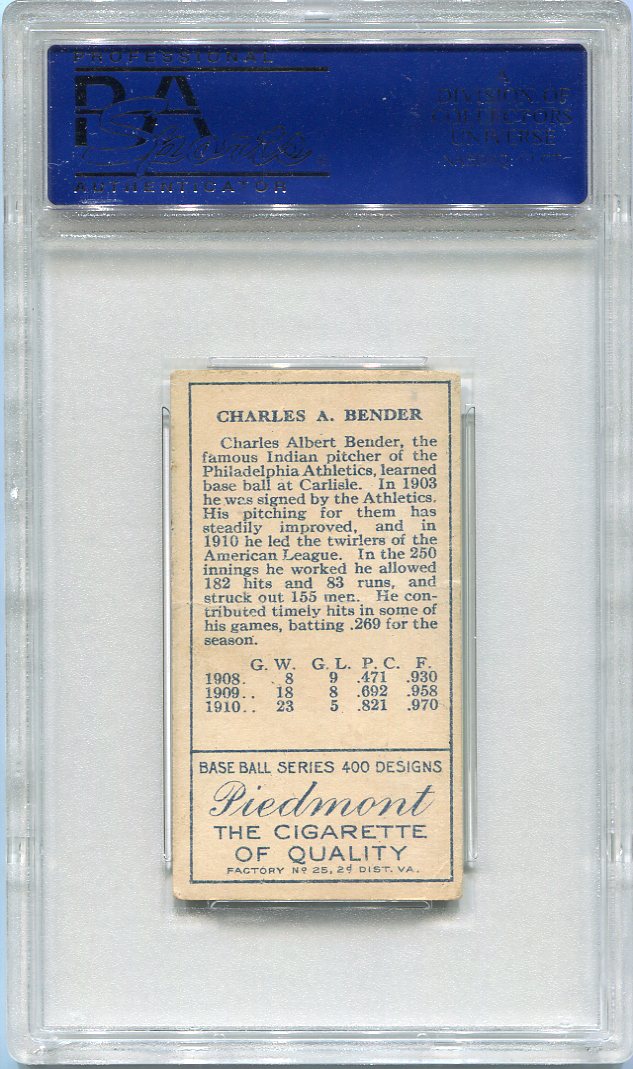 PROFESSIONAL
PSA
AUTHENTICATOR
A
DIVISION OF
COLLECTORS
UNIVERSE
CHARLES A. BENDER
Charles Albert Bender, the
famous Indian pitcher of the
Philadelphia Athletics, learned
base ball at Carlisle. In 1903
he was signed by the Athletics.
His pitching for them has
steadily improved, and in
1910 he led the twirlers of the
American League. In the 250
innings he worked he allowed
182 hits and 83 runs, and
struck out 155 men. He con-
tributed timely hits in some of
his games, batting .269 for the
season.
G. W. G. L. P. C. F.
1908. 8 9 .471 .930
1909.. 18 8 .692 .958
1910.. 23 5 .821 .970
BASE BALL SERIES 400 DESIGNS
Piedmont
THE CIGARETTE
OF QUALITY
FACTORY Nº 25, 2d DIST. VA.